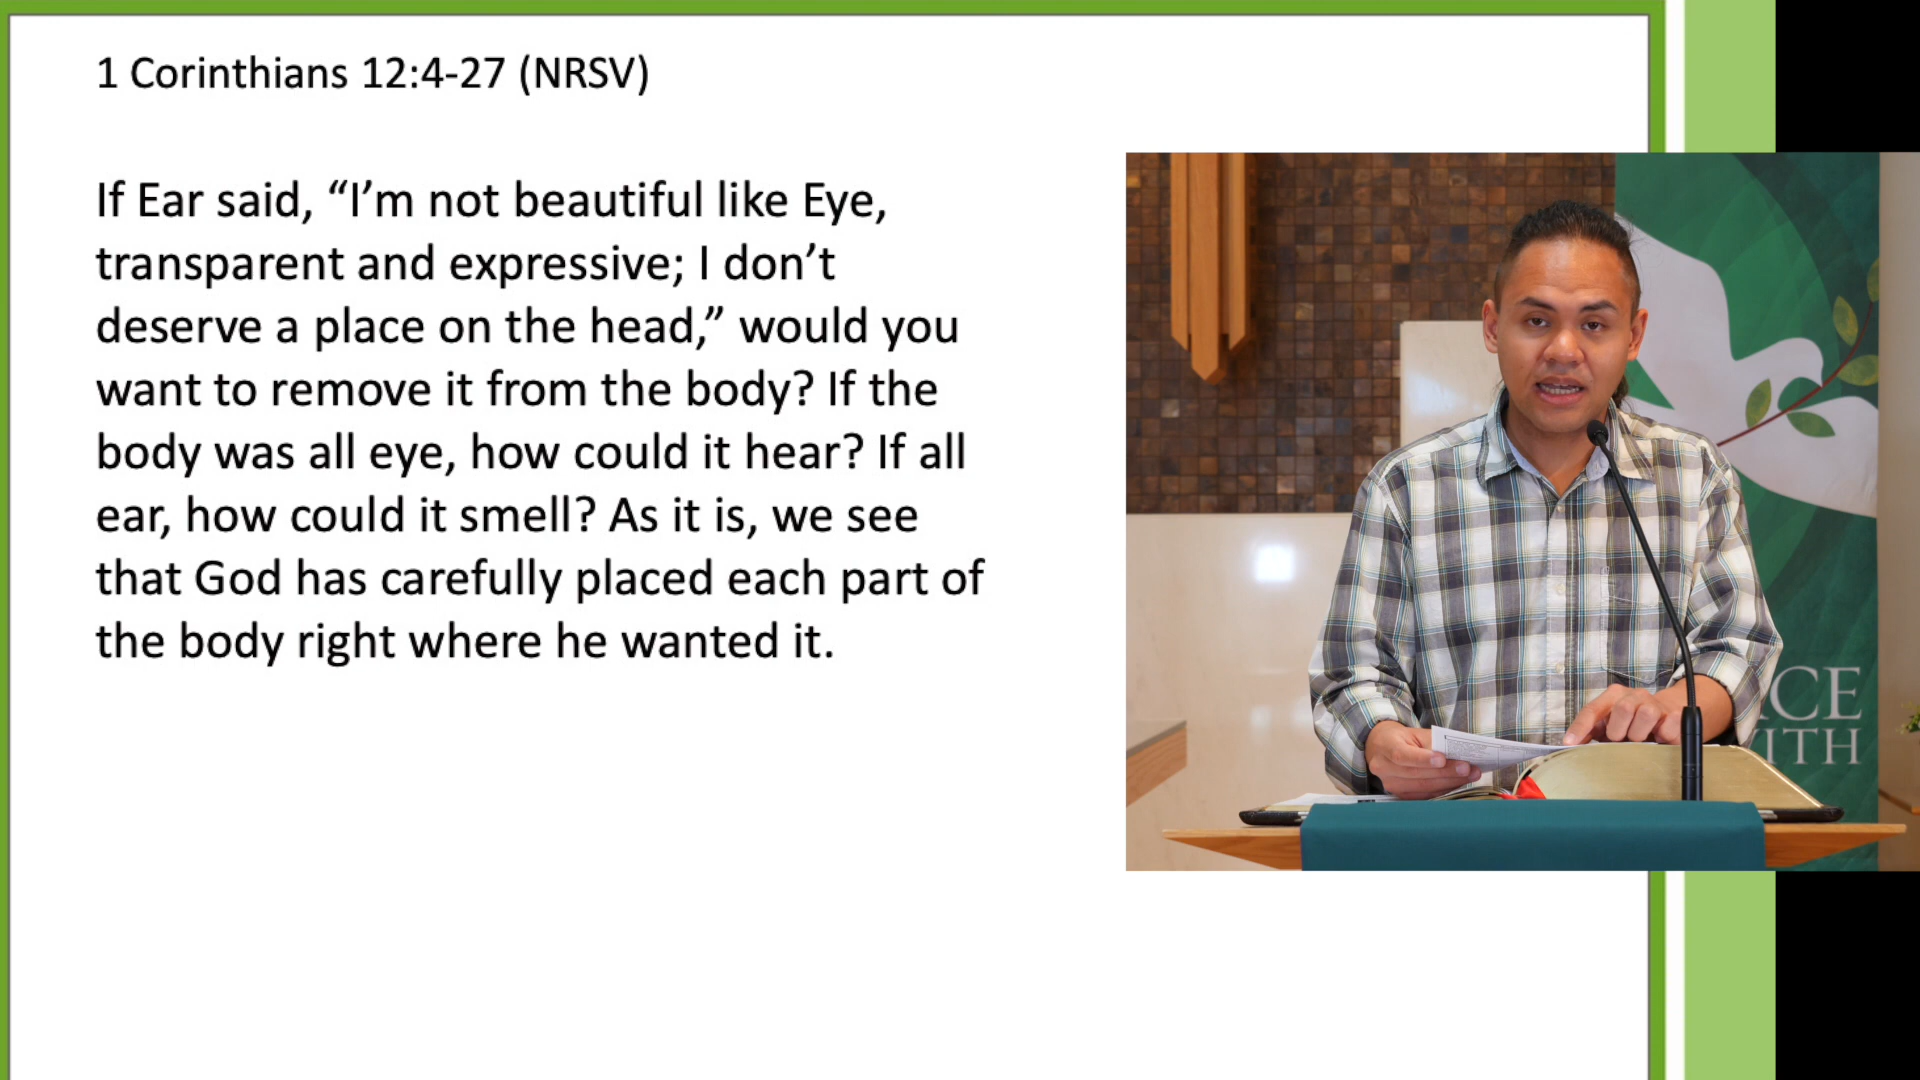 1 Corinthians 12:4-27 (NRSV)
If Ear said, “I’m not beautiful like Eye,
transparent and expressive; I don’t
deserve a place on the head,” would you
want to remove it from the body? If the
body was all eye, how could it hear? If all
ear, how could it smell? As it is, we see
that God has carefully placed each part of
the body right where he wanted it.